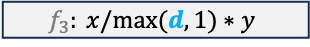 f₃: x/max(d, 1) * y